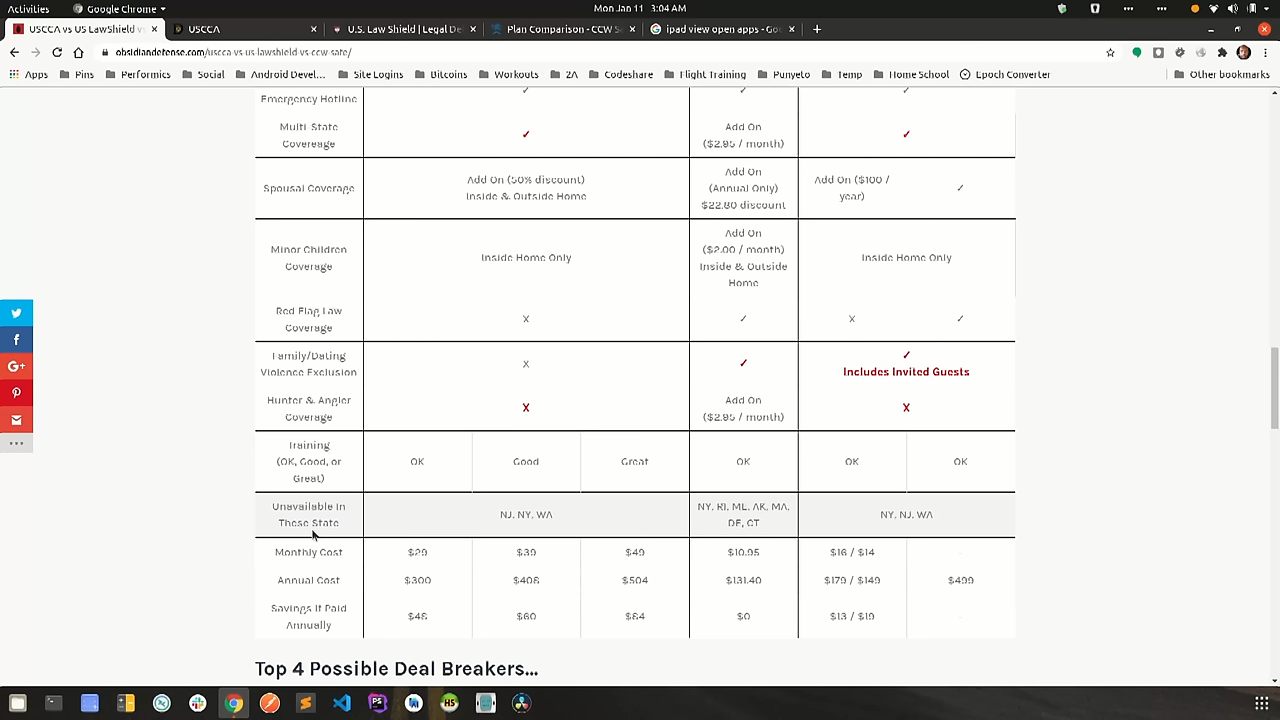 Activities
Google Chrome
Mon Jan 11 3:04 AM
USCCA vs US LawShield v
USCCA
U.S. Law Shield | Legal De
Plan Comparison - CCW Sa
ipad view open apps - Goo
obsidiandefense.com/uscca-vs-us-lawshield-vs-ccw-safe/
Apps
Pins
Performics
Social
Android Devel...
Site Logins
Bitcoins
Workouts
2A
Codeshare
Flight Training
Punyeto
Temp
Home School
Epoch Converter
Other bookmarks
Emergency Hotline ✓ ✓ ✓
Multi-State
Covereage
✓
Add On
($2.95 / month)
✓
Spousal Coverage
Add On (50% discount)
Inside & Outside Home
Add On
(Annual Only)
$22.80 discount
Add On ($100 /
year)
✓
Minor Children
Coverage
Inside Home Only
Add On
($2.00 / month)
Inside & Outside
Home
Inside Home Only
Red Flag Law
Coverage
X
✓
X
✓
Family/Dating
Violence Exclusion
X
✓
✓
Includes Invited Guests
Hunter & Angler
Coverage
X
Add On
($2.95 / month)
X
Training
(OK, Good, or
Great)
OK
Good
Great
OK
OK
OK
Unavailable In
These State
NJ, NY, WA
NY, RI, ME, AK, MA,
DE, CT
NY, NJ, WA
Monthly Cost $29 $39 $49 $10.95 $16 / $14 -
Annual Cost $300 $408 $504 $131.40 $179 / $149 $499
Savings If Paid
Annually
$48 $60 $84 $0 $13 / $19 -
Top 4 Possible Deal Breakers...